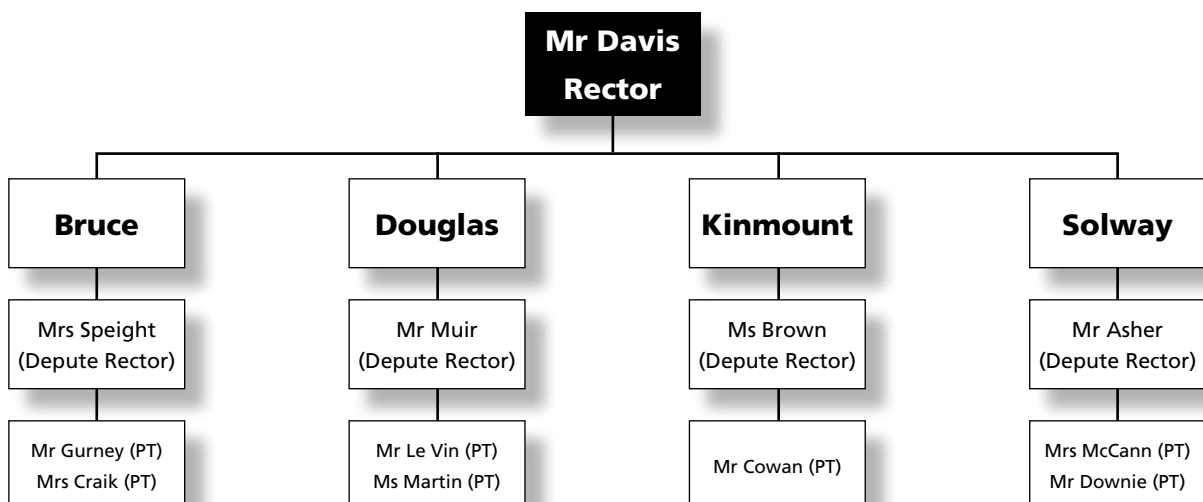 Mr Davis
Rector
Bruce
Douglas
Kinmount
Solway
Mrs Speight
(Depute Rector)
Mr Muir
(Depute Rector)
Ms Brown
(Depute Rector)
Mr Asher
(Depute Rector)
Mr Gurney (PT)
Mrs Craik (PT)
Mr Le Vin (PT)
Ms Martin (PT)
Mr Cowan (PT)
Mrs McCann (PT)
Mr Downie (PT)